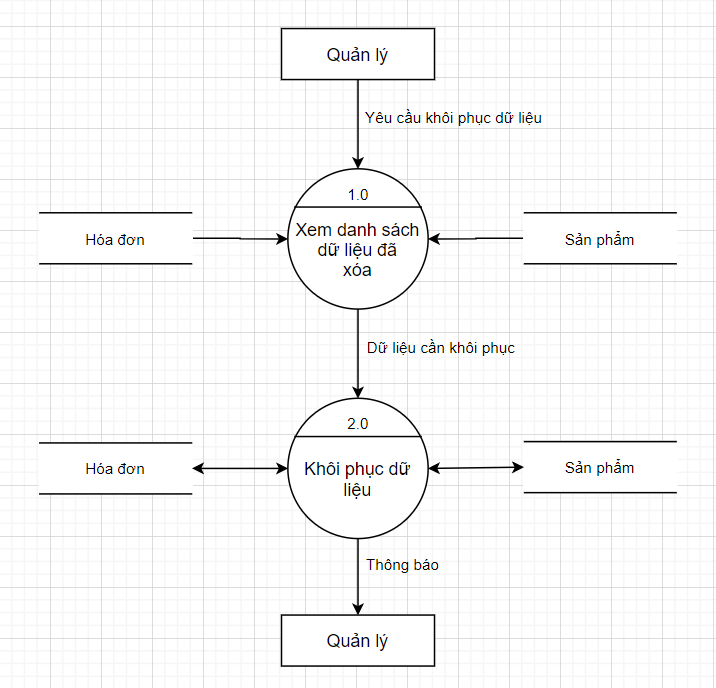 Quản lý
Yêu cầu khôi phục dữ liệu
1.0
Xem danh sách
dữ liệu đã
xóa
Hóa đơn
Sản phẩm
Dữ liệu cần khôi phục
2.0
Khôi phục dữ
liệu
Hóa đơn
Sản phẩm
Thông báo
Quản lý